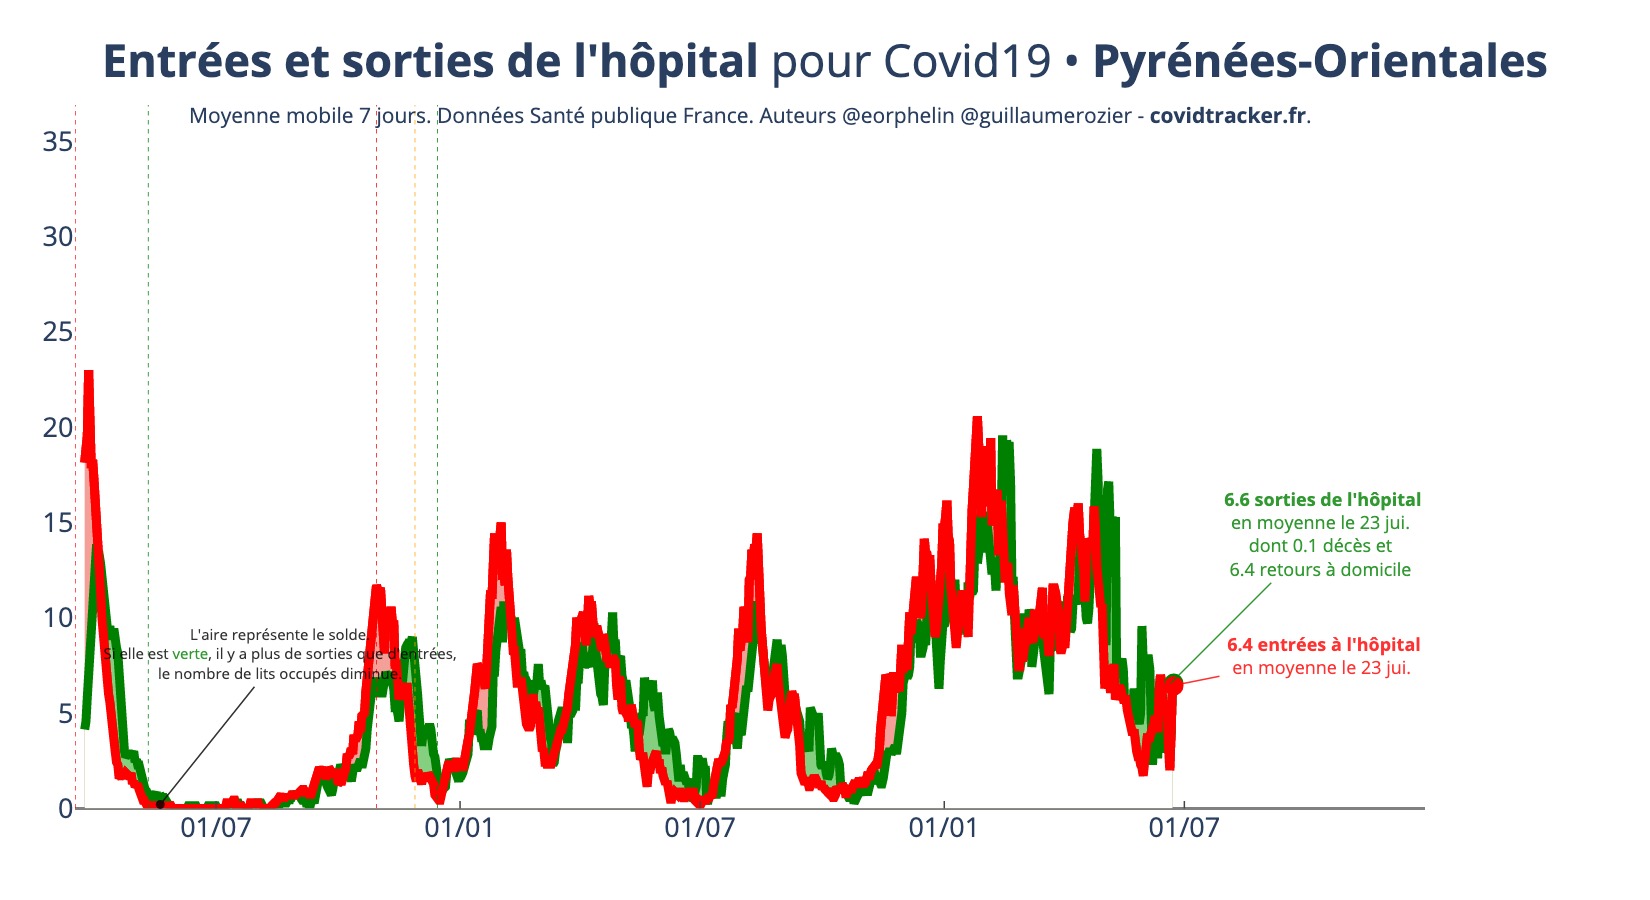 Entrées et sorties de l'hôpital pour Covid19 • Pyrénées-Orientales
Moyenne mobile 7 jours. Données Santé publique France. Auteurs @eorphelin @guillaumerozier - covidtracker.fr.
35
30
25
20
15
10
5
0
L'aire représente le solde.
Si elle est verte, il y a plus de sorties que d'entrées,
le nombre de lits occupés diminue.
6.6 sorties de l'hôpital
en moyenne le 23 jui.
dont 0.1 décès et
6.4 retours à domicile
6.4 entrées à l'hôpital
en moyenne le 23 jui.
01/07
01/01
01/07
01/01
01/07